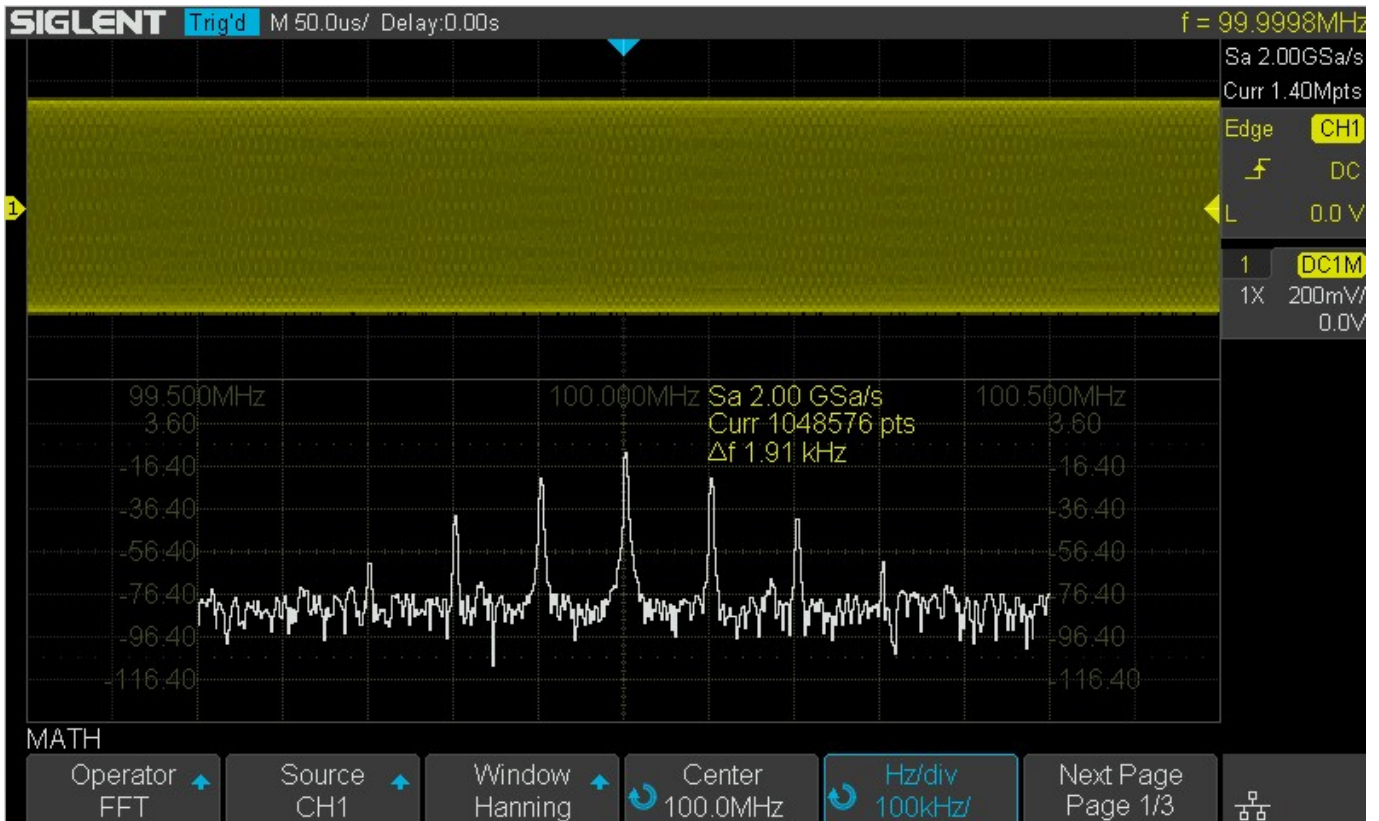 SIGLENT Trig'd M 50.0us/ Delay:0.00s f = 99.9998MHz
Sa 2.00GSa/s
Curr 1.40Mpts
Edge CH1
DC
L 0.0 V
1
1 DC1M
1X 200mV/
0.0V
99.500MHz 100.000MHz Sa 2.00 GSa/s 100.500MHz
3.60 Curr 1048576 pts 3.60
Δf 1.91 kHz
-16.40 -16.40
-36.40 -36.40
-56.40 -56.40
-76.40 -76.40
-96.40 -96.40
-116.40 -116.40
MATH
Operator Source Window Center Hz/div Next Page
FFT CH1 Hanning 100.0MHz 100kHz/ Page 1/3